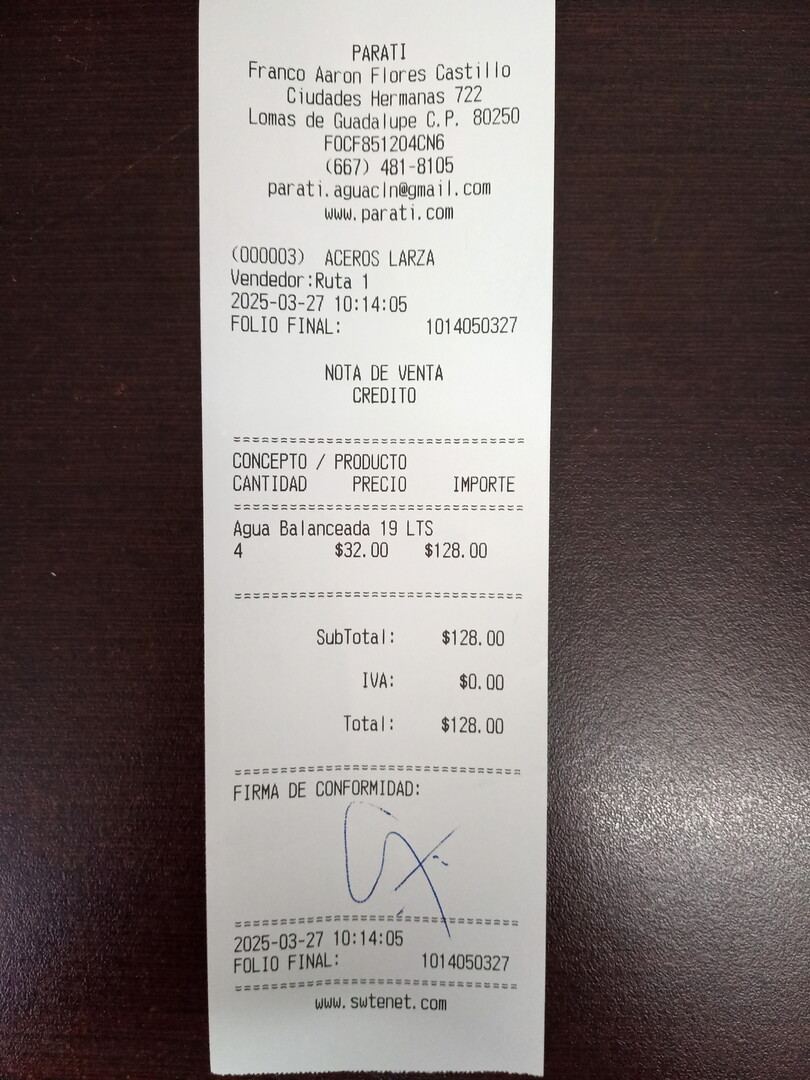 PARATI
Franco Aaron Flores Castillo
Ciudades Hermanas 722
Lomas de Guadalupe C.P. 80250
FOCF851204CN6
(667) 481-8105
parati.aguacln@gmail.com
www.parati.com
(000003) ACEROS LARZA
Vendedor:Ruta 1
2025-03-27 10:14:05
FOLIO FINAL: 1014050327
NOTA DE VENTA
CREDITO
================================
CONCEPTO / PRODUCTO
CANTIDAD PRECIO IMPORTE
================================
Agua Balanceada 19 LTS
4 $32.00 $128.00
================================
SubTotal: $128.00
IVA: $0.00
Total: $128.00
================================
FIRMA DE CONFORMIDAD:
================================
2025-03-27 10:14:05
FOLIO FINAL: 1014050327
================================
www.swtenet.com